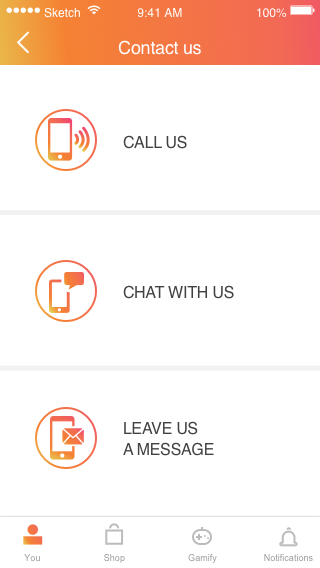 Sketch 9:41 AM 100%
Contact us
CALL US
CHAT WITH US
LEAVE US
A MESSAGE
You Shop Gamify Notifications